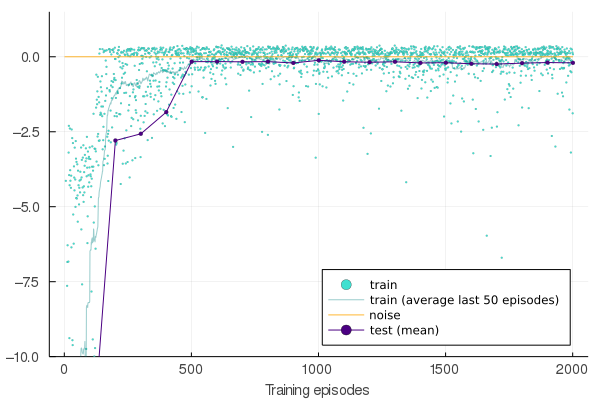 0.0
−2.5
−5.0
−7.5
−10.0
train
train (average last 50 episodes)
noise
test (mean)
0 500 1000 1500 2000
Training episodes